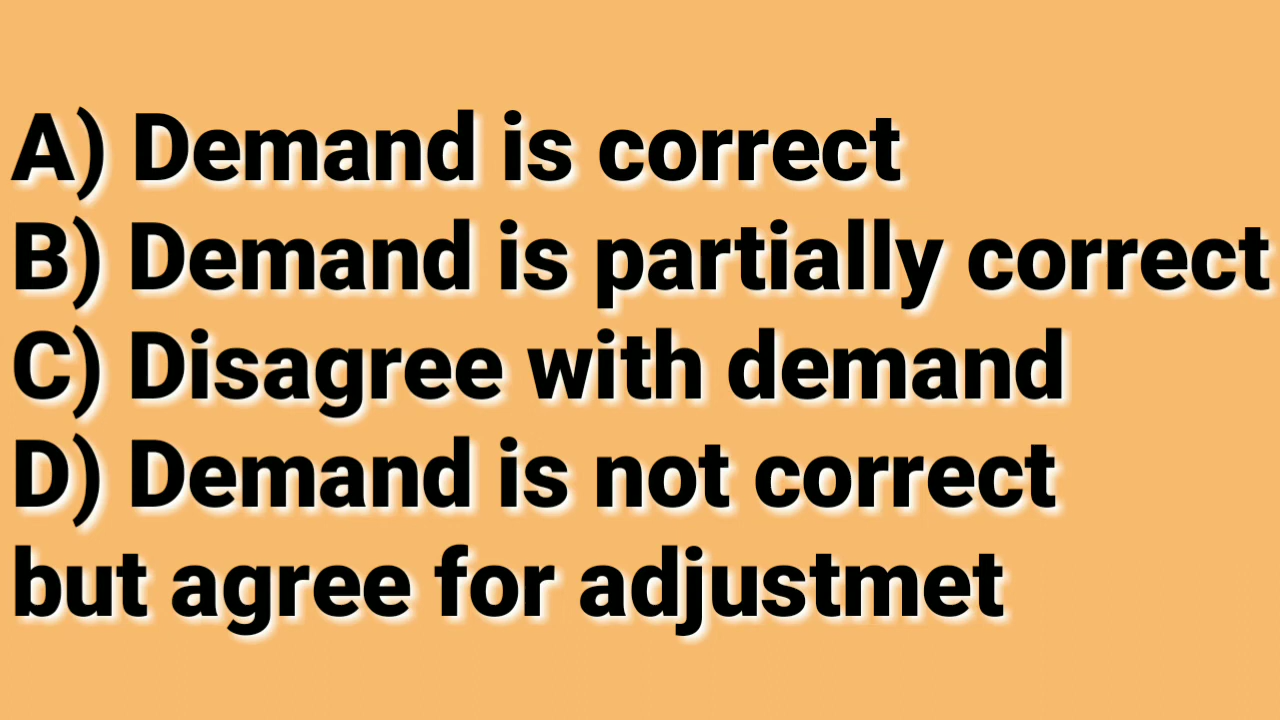 A) Demand is correct
B) Demand is partially correct
C) Disagree with demand
D) Demand is not correct
but agree for adjustmet